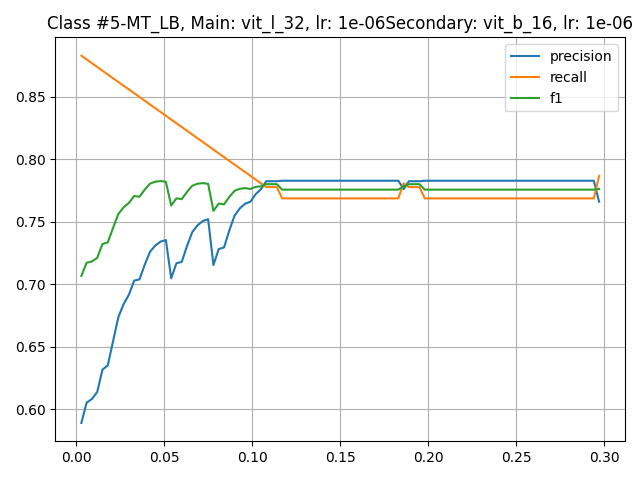 Class #5-MT_LB, Main: vit_l_32, lr: 1e-06Secondary: vit_b_16, lr: 1e-06
precision
recall
f1
0.85
0.80
0.75
0.70
0.65
0.60
0.00 0.05 0.10 0.15 0.20 0.25 0.30